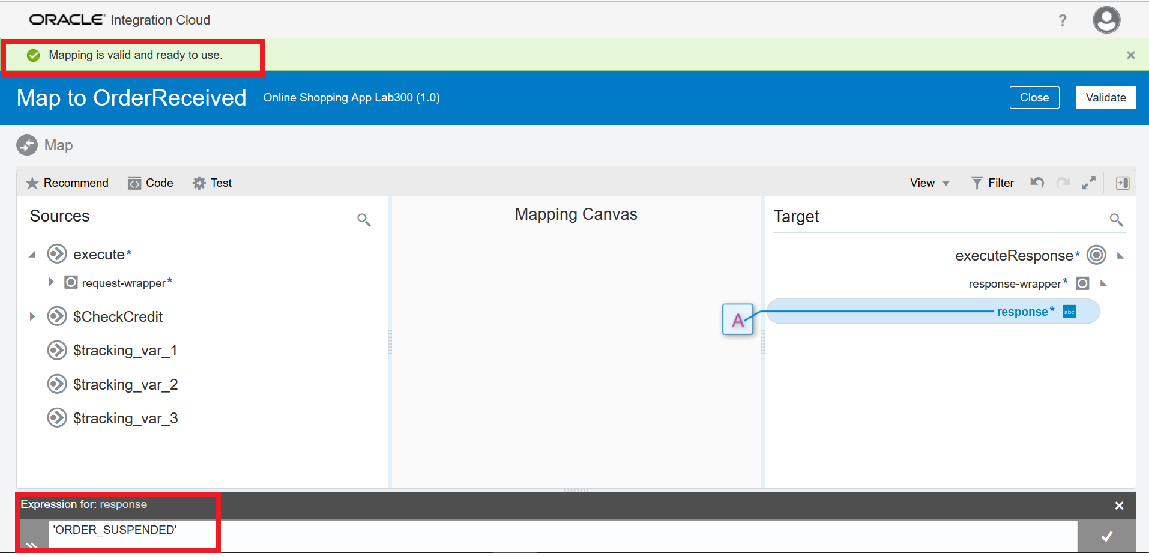 ORACLE® Integration Cloud
?
Mapping is valid and ready to use.
×
Map to OrderReceived Online Shopping App Lab300 (1.0) Close Validate
Map
Recommend Code Test View Filter
Sources Mapping Canvas Target
execute* executeResponse*
request-wrapper* response-wrapper*
$CheckCredit A response* abc
$tracking_var_1
$tracking_var_2
$tracking_var_3
Expression for: response
'ORDER_SUSPENDED'